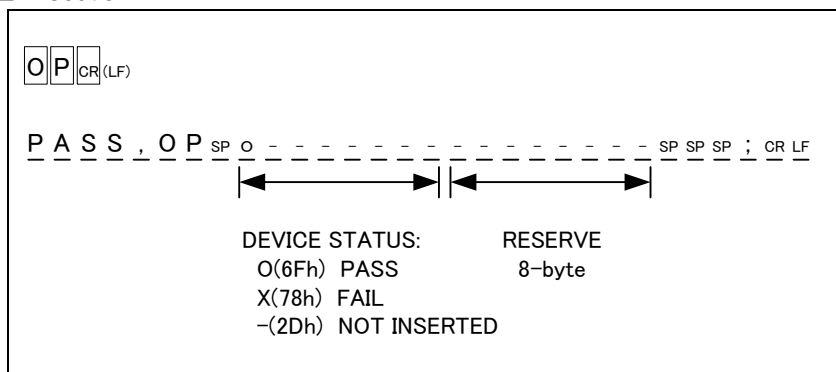 O P CR (LF)
P A S S , O P SP o - - - - - - - - - - - - - - - SP SP SP ; CR LF
DEVICE STATUS: RESERVE
O(6Fh) PASS 8-byte
X(78h) FAIL
-(2Dh) NOT INSERTED